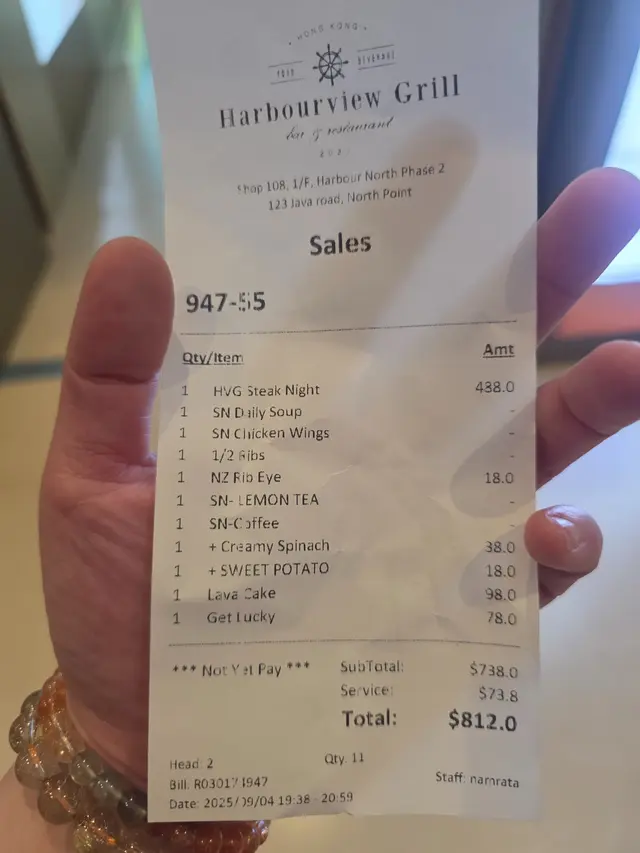 HONG KONG
FOOD BEVERAGE
Harbourview Grill
bar & restaurant
Shop 108, 1/F, Harbour North Phase 2
123 Java road, North Point
Sales
947-55
Qty/Item Amt
1 HVG Steak Night 488.0
1 SN Daily Soup -
1 SN Chicken Wings -
1 1/2 Ribs -
1 NZ Rib Eye 18.0
1 SN- LEMON TEA -
1 SN-Coffee -
1 + Creamy Spinach 38.0
1 + SWEET POTATO 18.0
1 Lava Cake 98.0
1 Get Lucky 78.0
*** Not Yet Pay *** SubTotal: $738.0
Service: $73.8
Total: $812.0
Head: 2 Qty: 11
Bill: Staff: namrata
Date: 2025/09/04 19:38 - 20:59